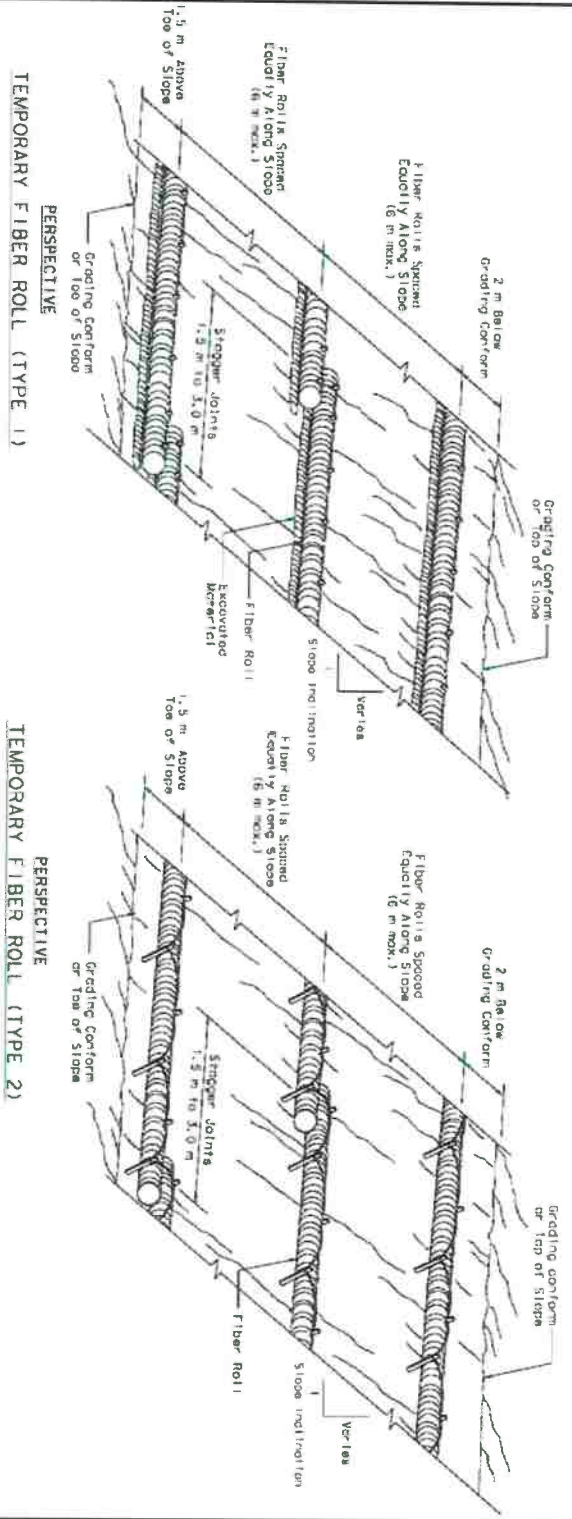 2 m Below
Grading Conform
Grading Conform
or Top of Slope
Fiber Rolls Spaced
Equally Along Slope
(6 m max.)
Varies
1
Slope Inclination
Fiber Rolls Spaced
Equally Along Slope
(6 m max.)
Fiber Roll
Excavated
Material
Stagger Joints
1.5 m to 3.0 m
1.5 m Above
Toe of Slope
Grading Conform
or Toe of Slope
PERSPECTIVE
TEMPORARY FIBER ROLL (TYPE 1)
2 m Below
Grading Conform
Grading conform
or Top of Slope
Fiber Rolls Spaced
Equally Along Slope
(6 m max.)
Varies
1
Slope Inclination
Fiber Rolls Spaced
Equally Along Slope
(6 m max.)
Fiber Roll
Stagger Joints
1.5 m to 3.0 m
1.5 m Above
Toe of Slope
Grading Conform
or Toe of Slope
PERSPECTIVE
TEMPORARY FIBER ROLL (TYPE 2)